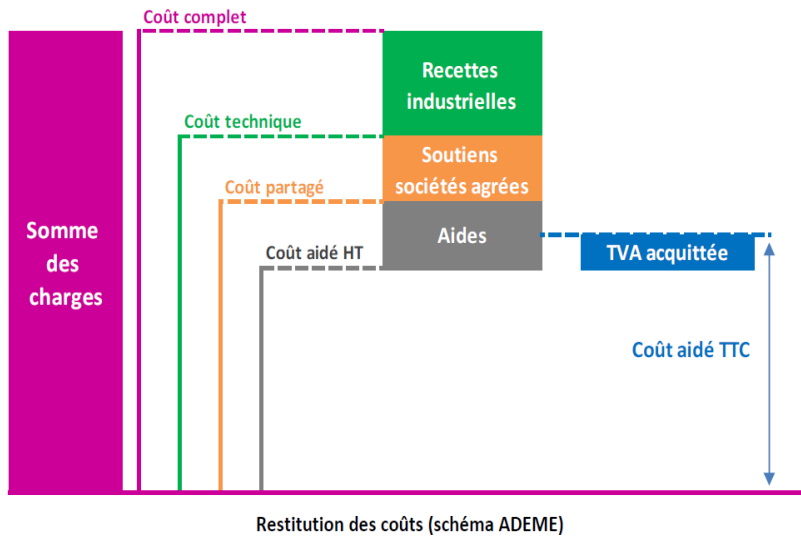 Coût complet
Recettes
industrielles
Coût technique
Soutiens
sociétés agrées
Coût partagé
Somme
des
charges
Aides
Coût aidé HT
TVA acquittée
Coût aidé TTC
Restitution des coûts (schéma ADEME)